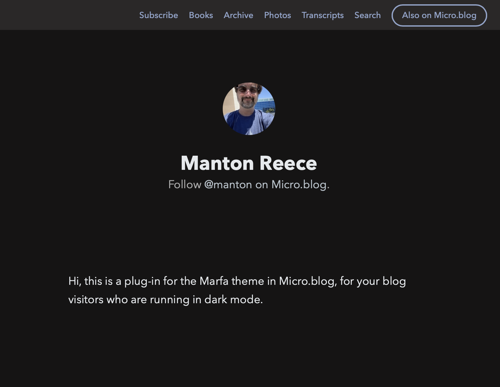 Subscribe Books Archive Photos Transcripts Search Also on Micro.blog
Manton Reece
Follow @manton on Micro.blog.
Hi, this is a plug-in for the Marfa theme in Micro.blog, for your blog
visitors who are running in dark mode.